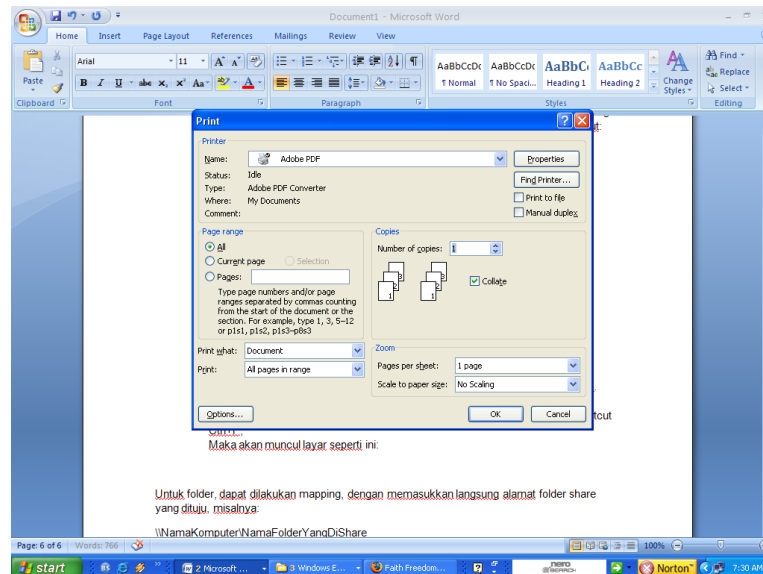 Document1 - Microsoft Word
Home Insert Page Layout References Mailings Review View
Paste
Arial 11
AaBbCcDc AaBbCcDc AaBbC AaBbCc
¶ Normal ¶ No Spaci... Heading 1 Heading 2
Change Styles
Find
Replace
Select
Clipboard Font Paragraph Styles Editing
Print
Printer
Name: Adobe PDF Properties
Status: Idle
Type: Adobe PDF Converter Find Printer...
Where: My Documents Print to file
Comment: Manual duplex
Page range
All
Current page Selection
Pages:
Type page numbers and/or page
ranges separated by commas counting
from the start of the document or the
section. For example, type 1, 3, 5–12
or p1s1, p1s2, p1s3–p8s3
Copies
Number of copies: 1
Collate
Print what: Document
Print: All pages in range
Zoom
Pages per sheet: 1 page
Scale to paper size: No Scaling
Options... OK Cancel
Maka akan muncul layar seperti ini:
Untuk folder, dapat dilakukan mapping, dengan memasukkan langsung alamat folder share
yang dituju, misalnya:
\\NamaKomputer\NamaFolderYangDiShare
Page: 6 of 6 Words: 766 100%
start 2 Microsoft ... 3 Windows E... Faith Freedom... nero SEARCH Norton 7:30 AM